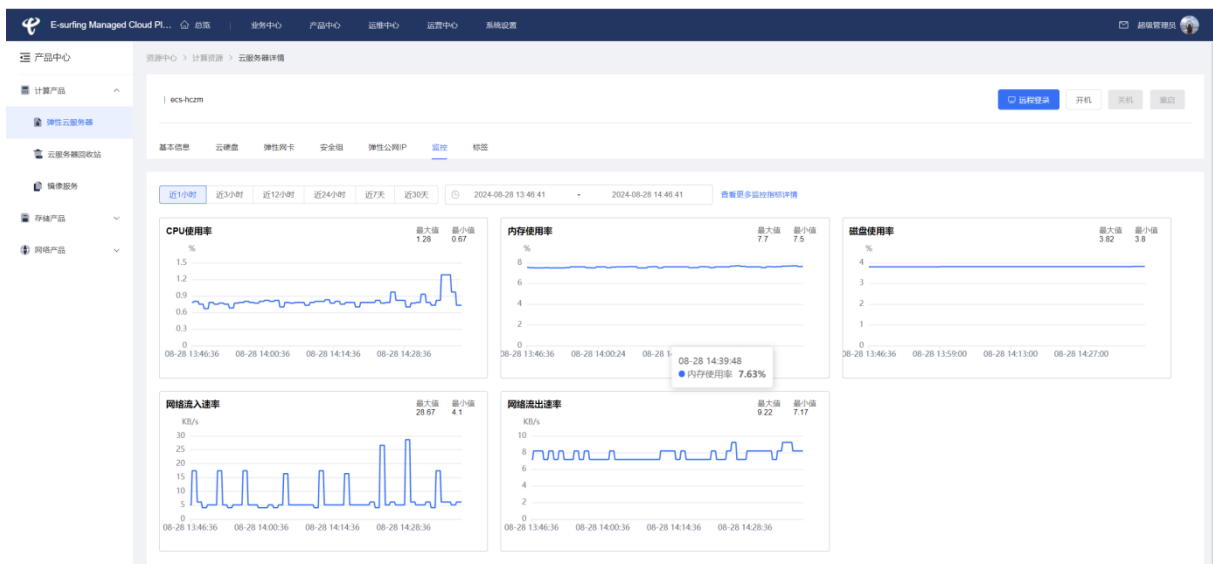 E-surfing Managed Cloud Pl... 总览 业务中心 产品中心 运维中心 运营中心 系统设置 超级管理员
产品中心
资源中心 > 计算资源 > 云服务器详情
计算产品
弹性云服务器
云服务器回收站
镜像服务
存储产品
网络产品
ecs-hczm
远程登录 开机 关机 重启
基本信息 云硬盘 弹性网卡 安全组 弹性公网IP 监控 标签
近1小时 近3小时 近12小时 近24小时 近7天 近30天 2024-08-28 13:46:41 - 2024-08-28 14:46:41 查看更多监控指标详情
CPU使用率 最大值 最小值
1.28 0.67
%
1.5
1.2
0.9
0.6
0.3
0
08-28 13:46:36 08-28 14:00:36 08-28 14:14:36 08-28 14:28:36
内存使用率 最大值 最小值
7.7 7.5
%
8
6
4
2
0
08-28 13:46:36 08-28 14:00:24 08-28 1
08-28 14:39:48
内存使用率 7.63%
磁盘使用率 最大值 最小值
3.82 3.8
%
4
3
2
1
0
08-28 13:46:36 08-28 13:59:00 08-28 14:13:00 08-28 14:27:00
网络流入速率 最大值 最小值
28.67 4.1
KB/s
30
25
20
15
10
5
0
08-28 13:46:36 08-28 14:00:36 08-28 14:14:36 08-28 14:28:36
网络流出速率 最大值 最小值
9.22 7.17
KB/s
10
8
6
4
2
0
08-28 13:46:36 08-28 14:00:36 08-28 14:14:36 08-28 14:28:36